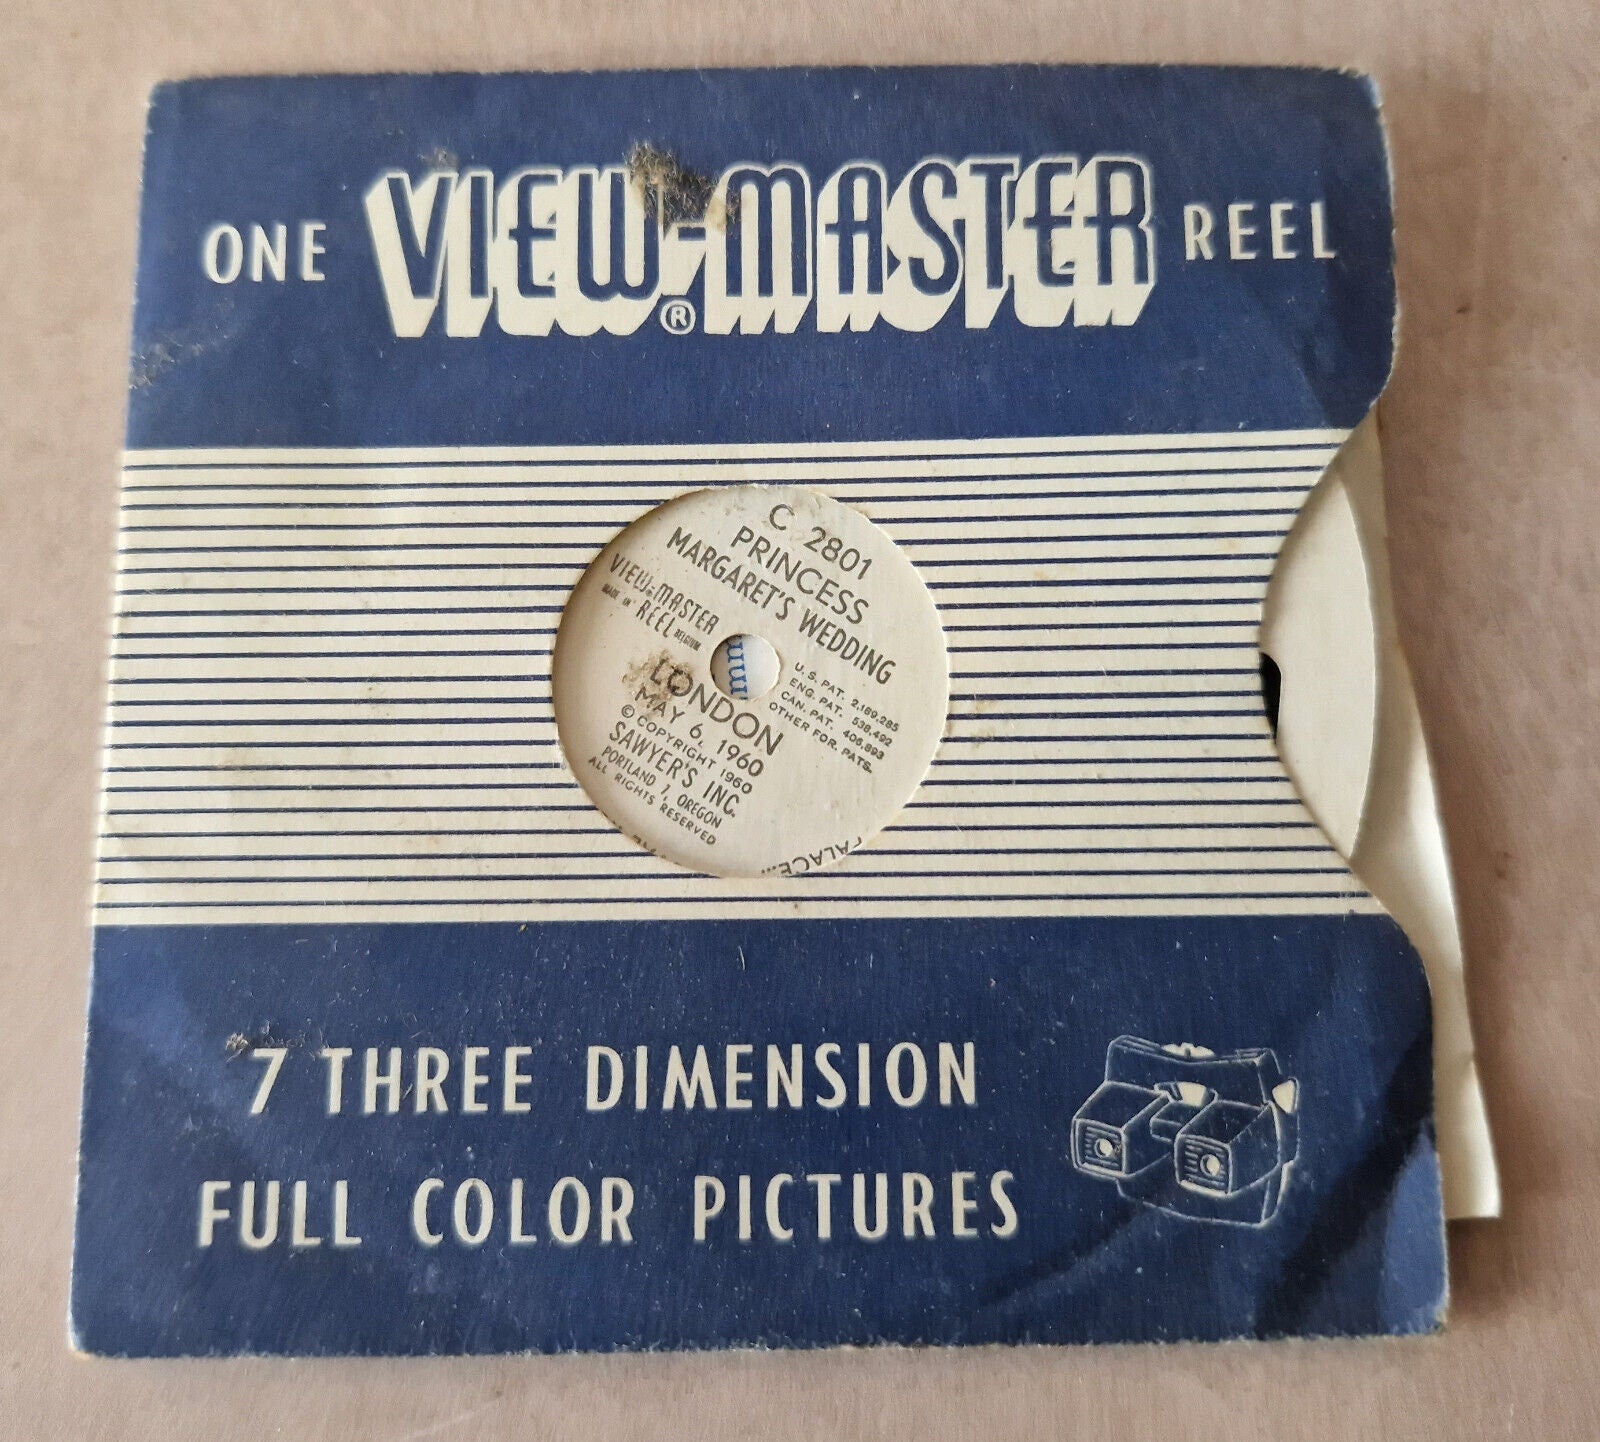 ONE VIEW-MASTER® REEL
C 2801
PRINCESS
MARGARET'S WEDDING
VIEW-MASTER
MADE IN REEL BELGIUM
U.S. PAT. 2,189,285
ENG. PAT. 538,492
CAN. PAT. 406,893
OTHER FOR. PATS.
LONDON
MAY 6, 1960
© COPYRIGHT 1960
SAWYER'S INC.
PORTLAND 7, OREGON
ALL RIGHTS RESERVED
7 THREE DIMENSION
FULL COLOR PICTURES